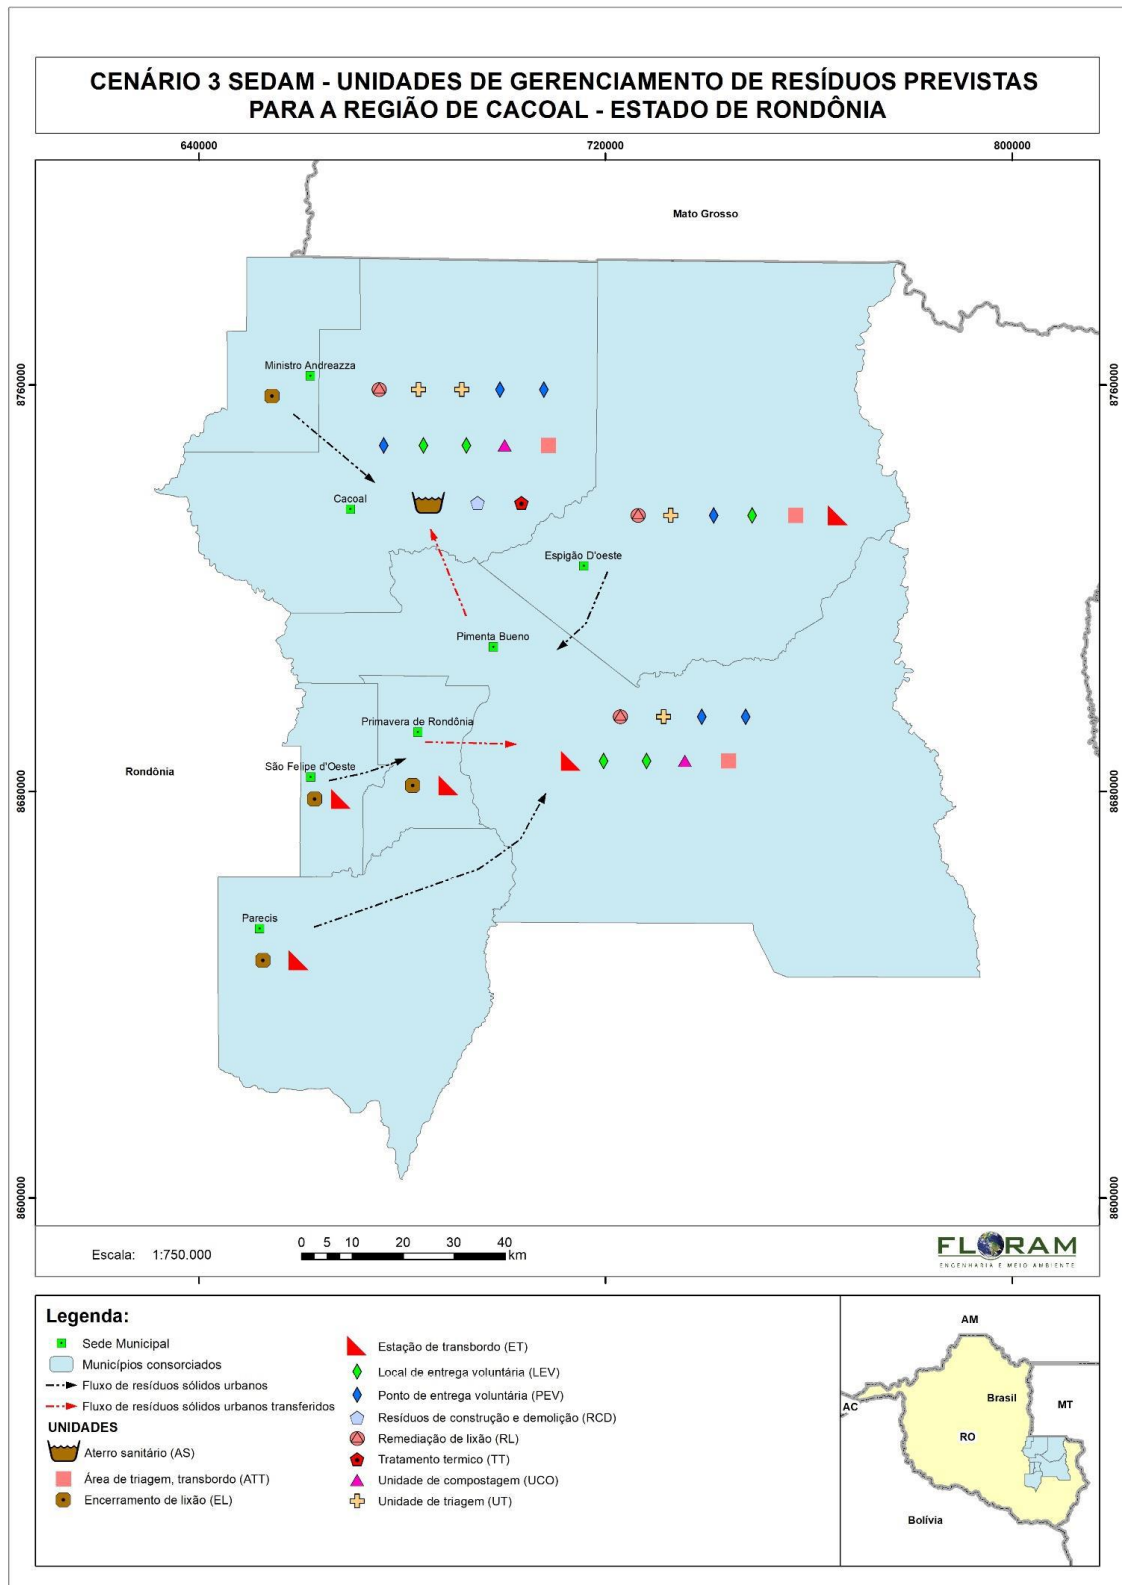 CENÁRIO 3 SEDAM - UNIDADES DE GERENCIAMENTO DE RESÍDUOS PREVISTAS
PARA A REGIÃO DE CACOAL - ESTADO DE RONDÔNIA
640000
720000
800000
Mato Grosso
8760000
8760000
Ministro Andreazza
Cacoal
Espigão D'oeste
Pimenta Bueno
Primavera de Rondônia
São Felipe d'Oeste
Rondônia
8680000
8680000
Parecis
8600000
8600000
Escala: 1:750.000
0 5 10 20 30 40
km
FLORAM
ENGENHARIA E MEIO AMBIENTE
Legenda:
Sede Municipal
Municípios consorciados
Fluxo de resíduos sólidos urbanos
Fluxo de resíduos sólidos urbanos transferidos
UNIDADES
Aterro sanitário (AS)
Área de triagem, transbordo (ATT)
Encerramento de lixão (EL)
Estação de transbordo (ET)
Local de entrega voluntária (LEV)
Ponto de entrega voluntária (PEV)
Resíduos de construção e demolição (RCD)
Remediação de lixão (RL)
Tratamento termico (TT)
Unidade de compostagem (UCO)
Unidade de triagem (UT)
AM
AC
Brasil
MT
RO
Bolívia